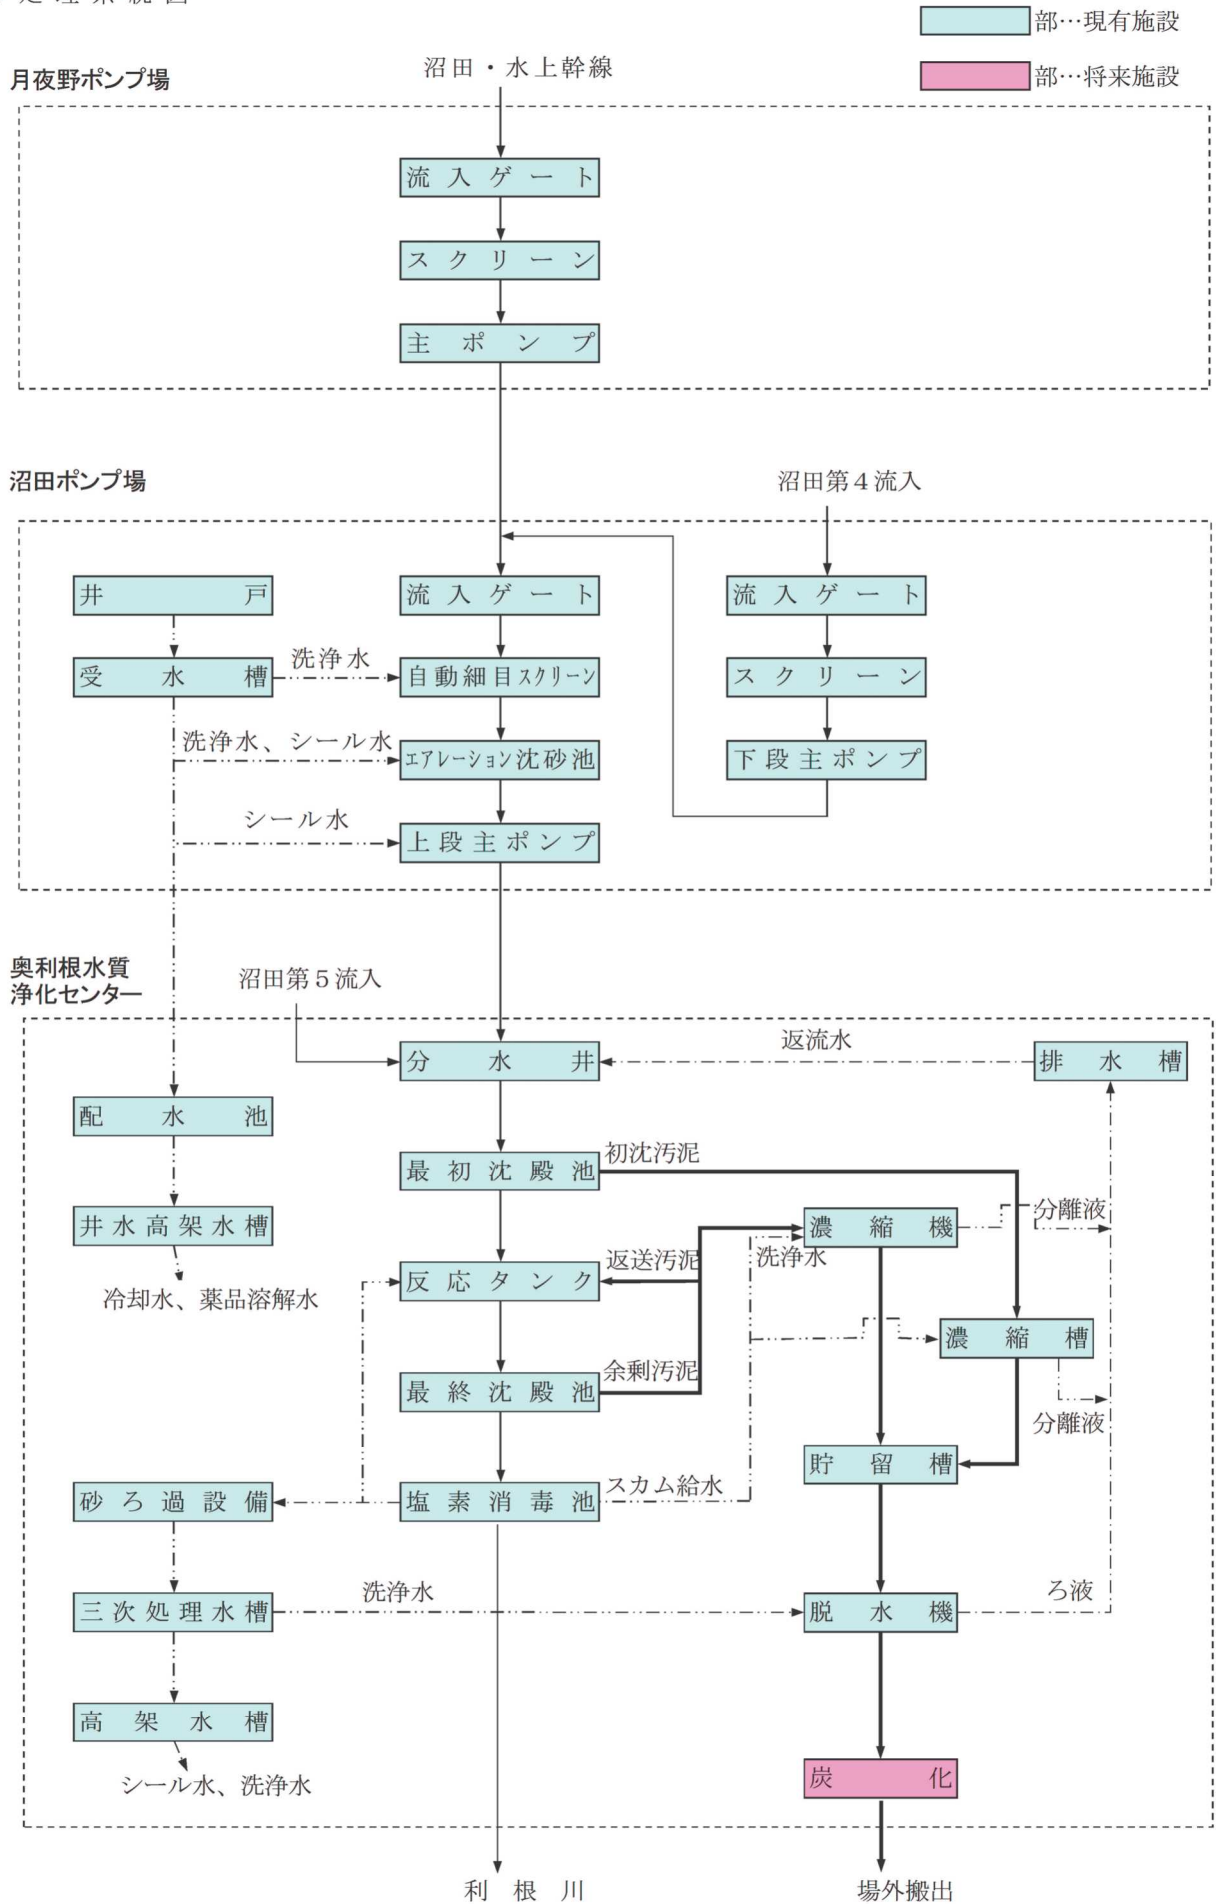 処理系統図
部…現有施設
部…将来施設
月夜野ポンプ場
沼田・水上幹線
流入ゲート
スクリーン
主ポンプ
沼田ポンプ場
沼田第４流入
井戸
流入ゲート
流入ゲート
受水槽
洗浄水
自動細目スクリーン
スクリーン
洗浄水、シール水
エアレーション沈砂池
下段主ポンプ
シール水
上段主ポンプ
奥利根水質
浄化センター
沼田第５流入
分水井
返流水
排水槽
配水池
最初沈殿池
初沈汚泥
井水高架水槽
濃縮機
分離液
洗浄水
返送汚泥
反応タンク
冷却水、薬品溶解水
濃縮槽
余剰汚泥
最終沈殿池
分離液
貯留槽
スカム給水
砂ろ過設備
塩素消毒池
洗浄水
ろ液
三次処理水槽
脱水機
高架水槽
シール水、洗浄水
炭化
利根川
場外搬出